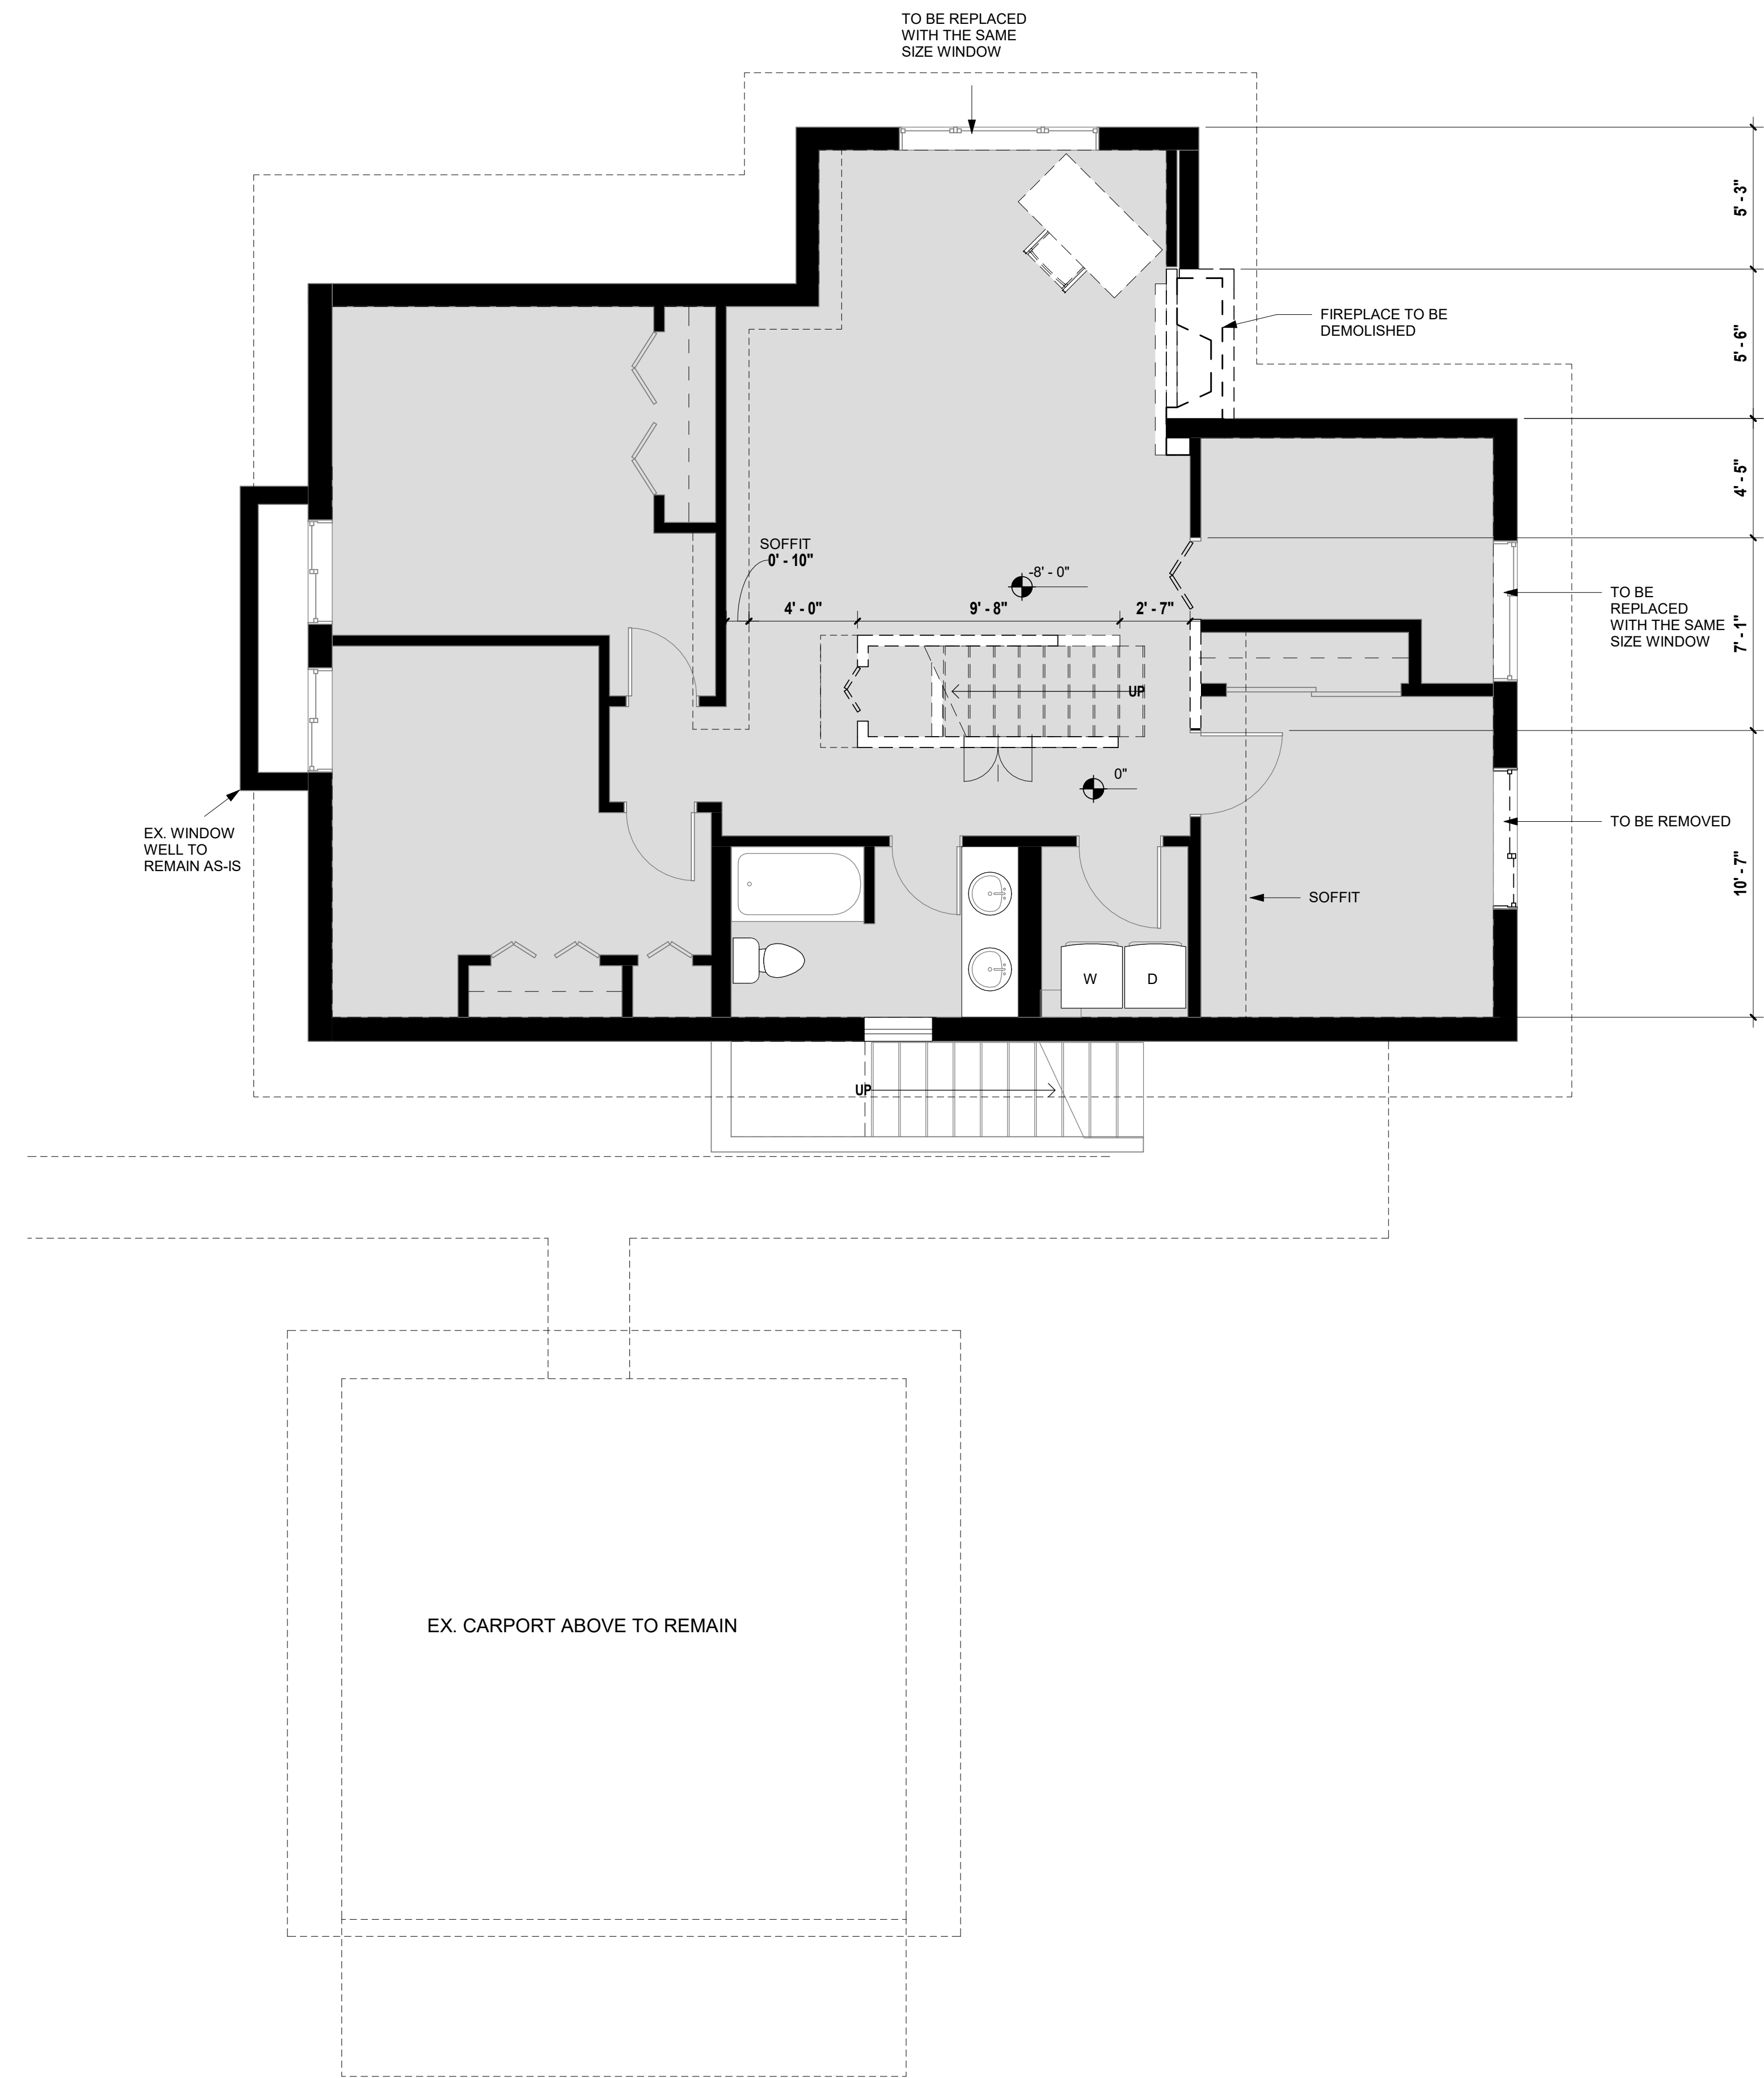 TO BE REPLACED
WITH THE SAME
SIZE WINDOW
5' - 3"
FIREPLACE TO BE
DEMOLISHED
5' - 6"
4' - 5"
SOFFIT
0' - 10"
-8' - 0"
4' - 0"
9' - 8"
2' - 7"
TO BE
REPLACED
WITH THE SAME
SIZE WINDOW
7' - 1"
UP
0"
EX. WINDOW
WELL TO
REMAIN AS-IS
TO BE REMOVED
10' - 7"
SOFFIT
W
D
UP
EX. CARPORT ABOVE TO REMAIN